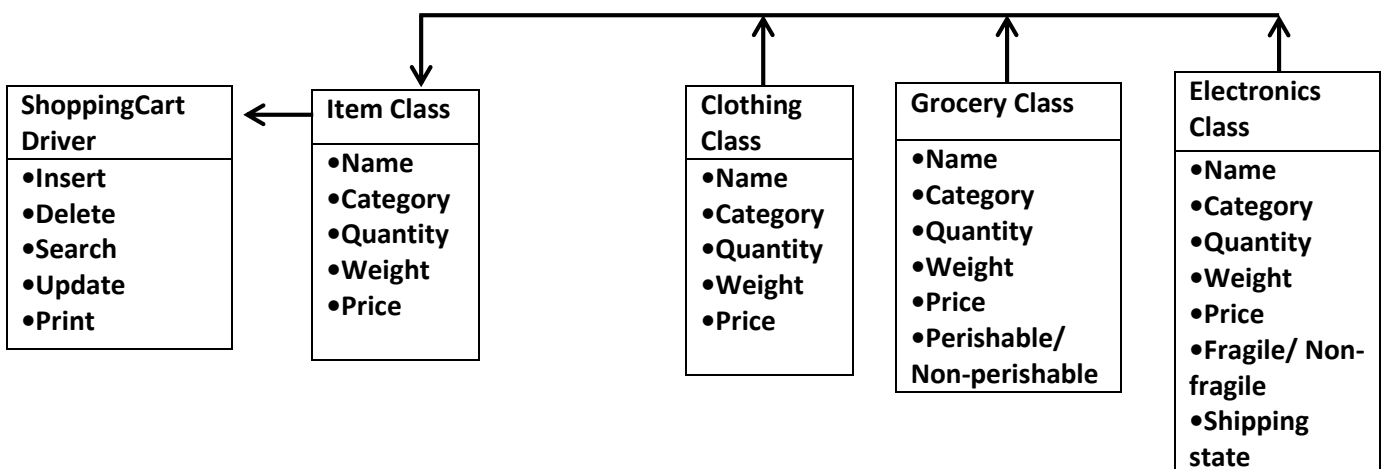 ShoppingCart
Driver
•Insert
•Delete
•Search
•Update
•Print
Item Class
•Name
•Category
•Quantity
•Weight
•Price
Clothing
Class
•Name
•Category
•Quantity
•Weight
•Price
Grocery Class
•Name
•Category
•Quantity
•Weight
•Price
•Perishable/
Non-perishable
Electronics
Class
•Name
•Category
•Quantity
•Weight
•Price
•Fragile/ Non-
fragile
•Shipping
state